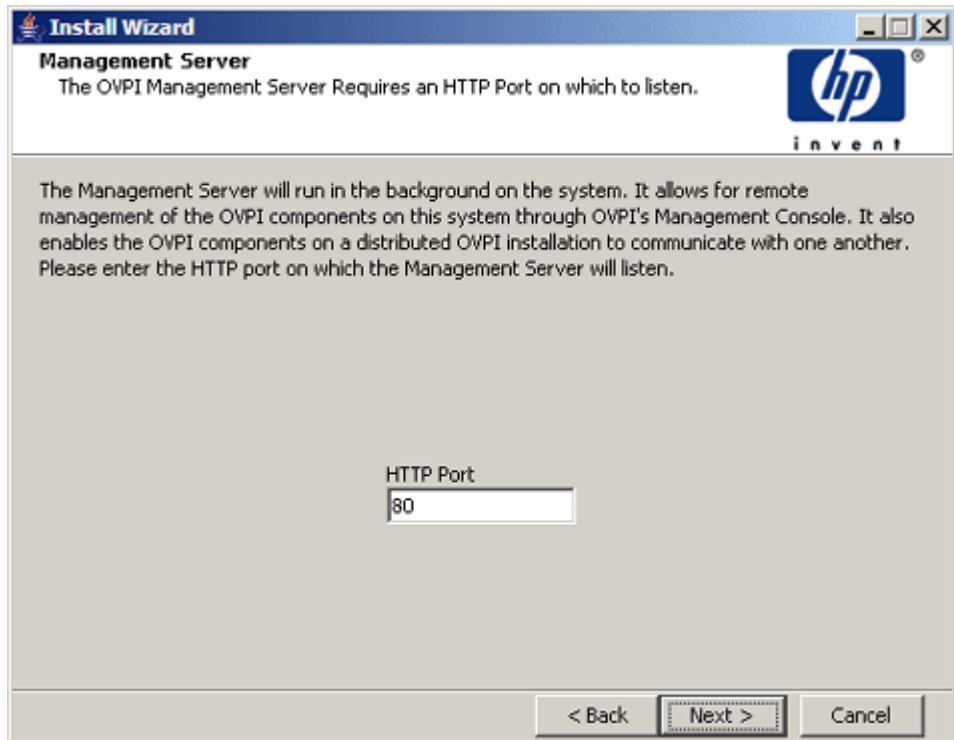 Install Wizard
Management Server
The OVPI Management Server Requires an HTTP Port on which to listen.
hp
®
invent
The Management Server will run in the background on the system. It allows for remote
management of the OVPI components on this system through OVPI's Management Console. It also
enables the OVPI components on a distributed OVPI installation to communicate with one another.
Please enter the HTTP port on which the Management Server will listen.
HTTP Port
80
< Back
Next >
Cancel